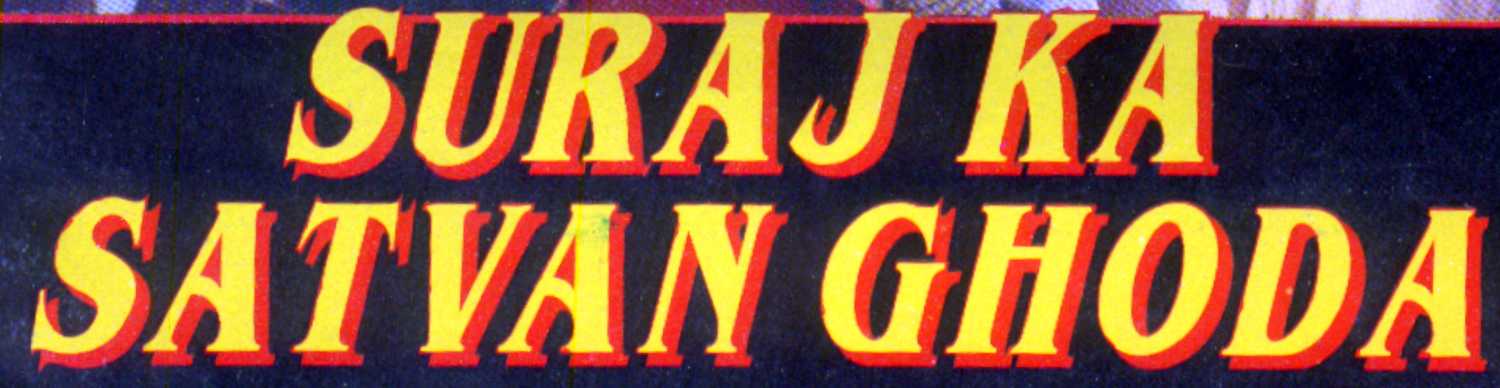 SURAJ KA
SATVAN GHODA